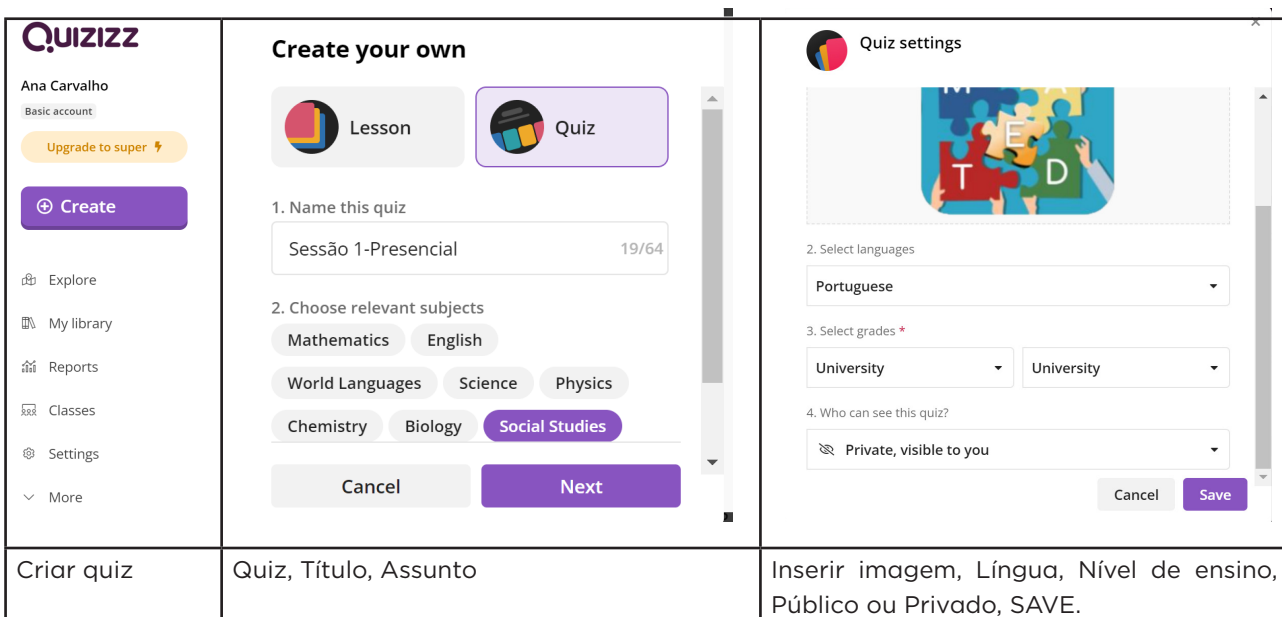 QUIZIZZ
Ana Carvalho
Basic account
Upgrade to super
Create
Explore
My library
Reports
Classes
Settings
More
Create your own
Lesson
Quiz
1. Name this quiz
Sessão 1-Presencial 19/64
2. Choose relevant subjects
Mathematics English
World Languages Science Physics
Chemistry Biology Social Studies
Cancel Next
Quiz settings
E
T D
2. Select languages
Portuguese
3. Select grades *
University University
4. Who can see this quiz?
Private, visible to you
Cancel Save
Criar quiz
Quiz, Título, Assunto
Inserir imagem, Língua, Nível de ensino,
Público ou Privado, SAVE.